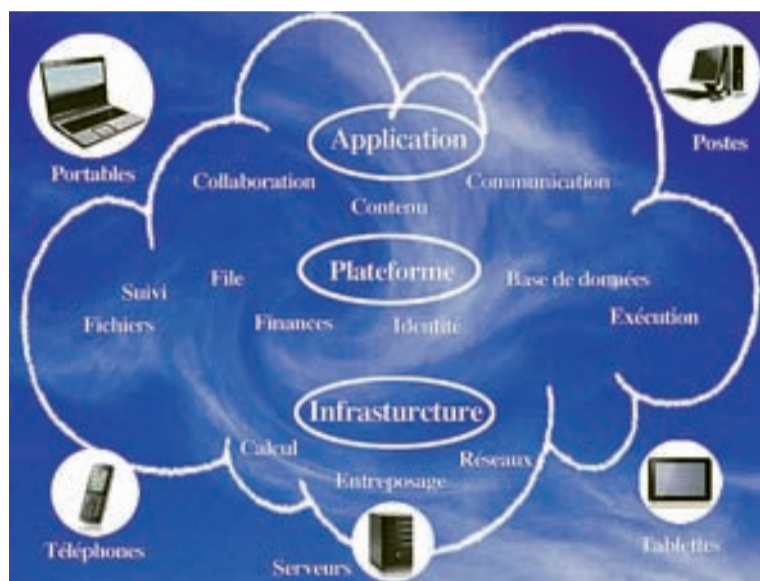 Application
Portables
Postes
Collaboration
Communication
Contenu
Plateforme
Suivi
File
Base de données
Fichiers
Finances
Identité
Exécution
Infrasturcture
Calcul
Réseaux
Entreposage
Téléphones
Serveurs
Tablettes